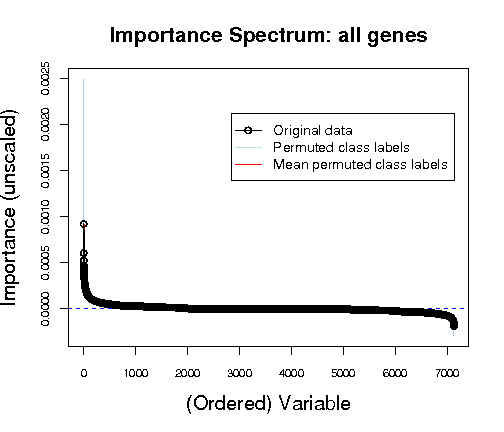 Importance Spectrum: all genes
Importance (unscaled)
0.0025
0.0020
0.0015
0.0010
0.0005
0.0000
Original data
Permuted class labels
Mean permuted class labels
0 1000 2000 3000 4000 5000 6000 7000
(Ordered) Variable